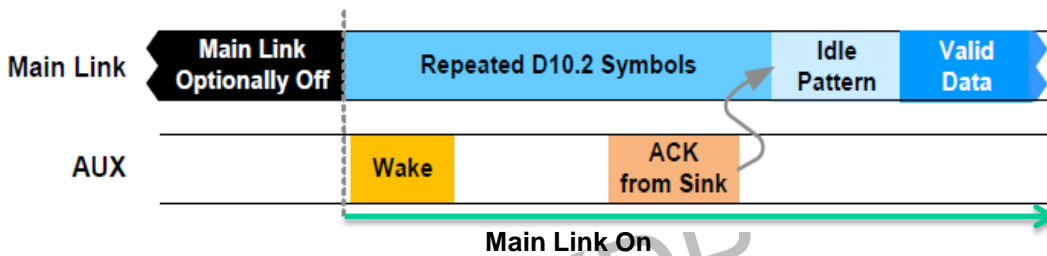 Main Link
Main Link
Optionally Off
Repeated D10.2 Symbols
Idle
Pattern
Valid
Data
AUX
Wake
ACK
from Sink
Main Link On